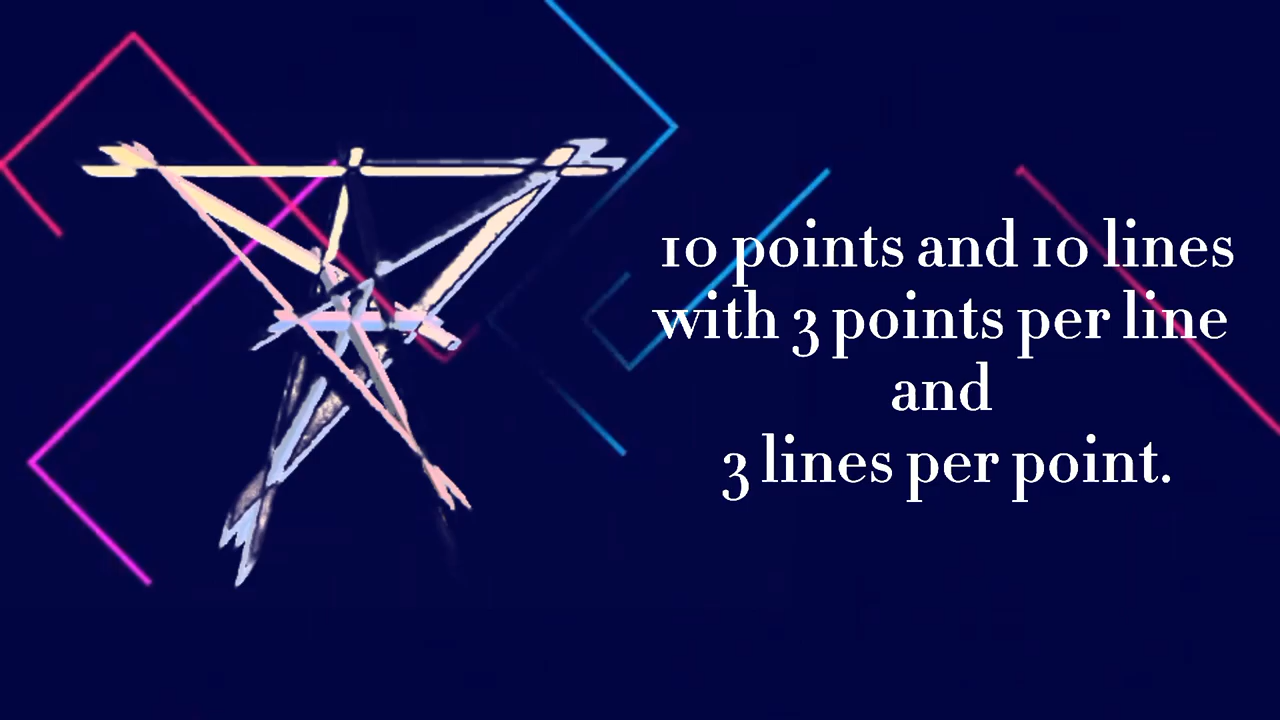 10 points and 10 lines
with 3 points per line
and
3 lines per point.